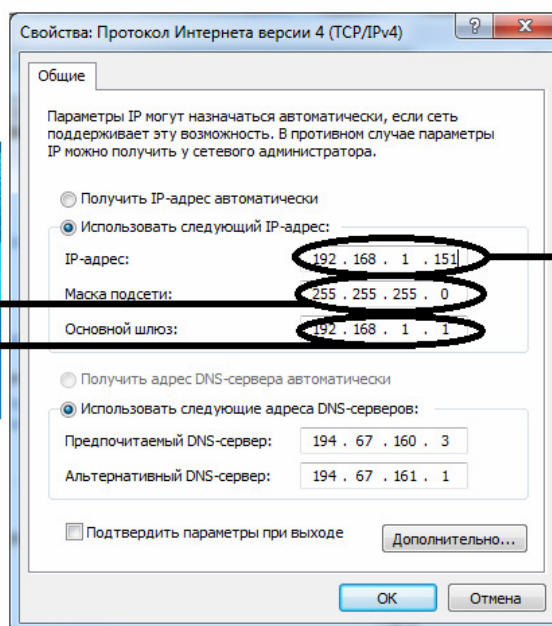 Свойства: Протокол Интернета версии 4 (TCP/IPv4)
Общие
Параметры IP могут назначаться автоматически, если сеть
поддерживает эту возможность. В противном случае параметры
IP можно получить у сетевого администратора.
Получить IP-адрес автоматически
Использовать следующий IP-адрес:
IP-адрес: 192 . 168 . 1 . 151
Маска подсети: 255 . 255 . 255 . 0
Основной шлюз: 192 . 168 . 1 . 1
Получить адрес DNS-сервера автоматически
Использовать следующие адреса DNS-серверов:
Предпочитаемый DNS-сервер: 194 . 67 . 160 . 3
Альтернативный DNS-сервер: 194 . 67 . 161 . 1
Подтвердить параметры при выходе
Дополнительно...
ОК Отмена